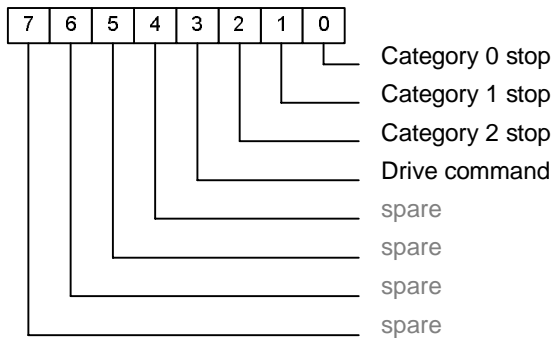 7 6 5 4 3 2 1 0
Category 0 stop
Category 1 stop
Category 2 stop
Drive command
spare
spare
spare
spare